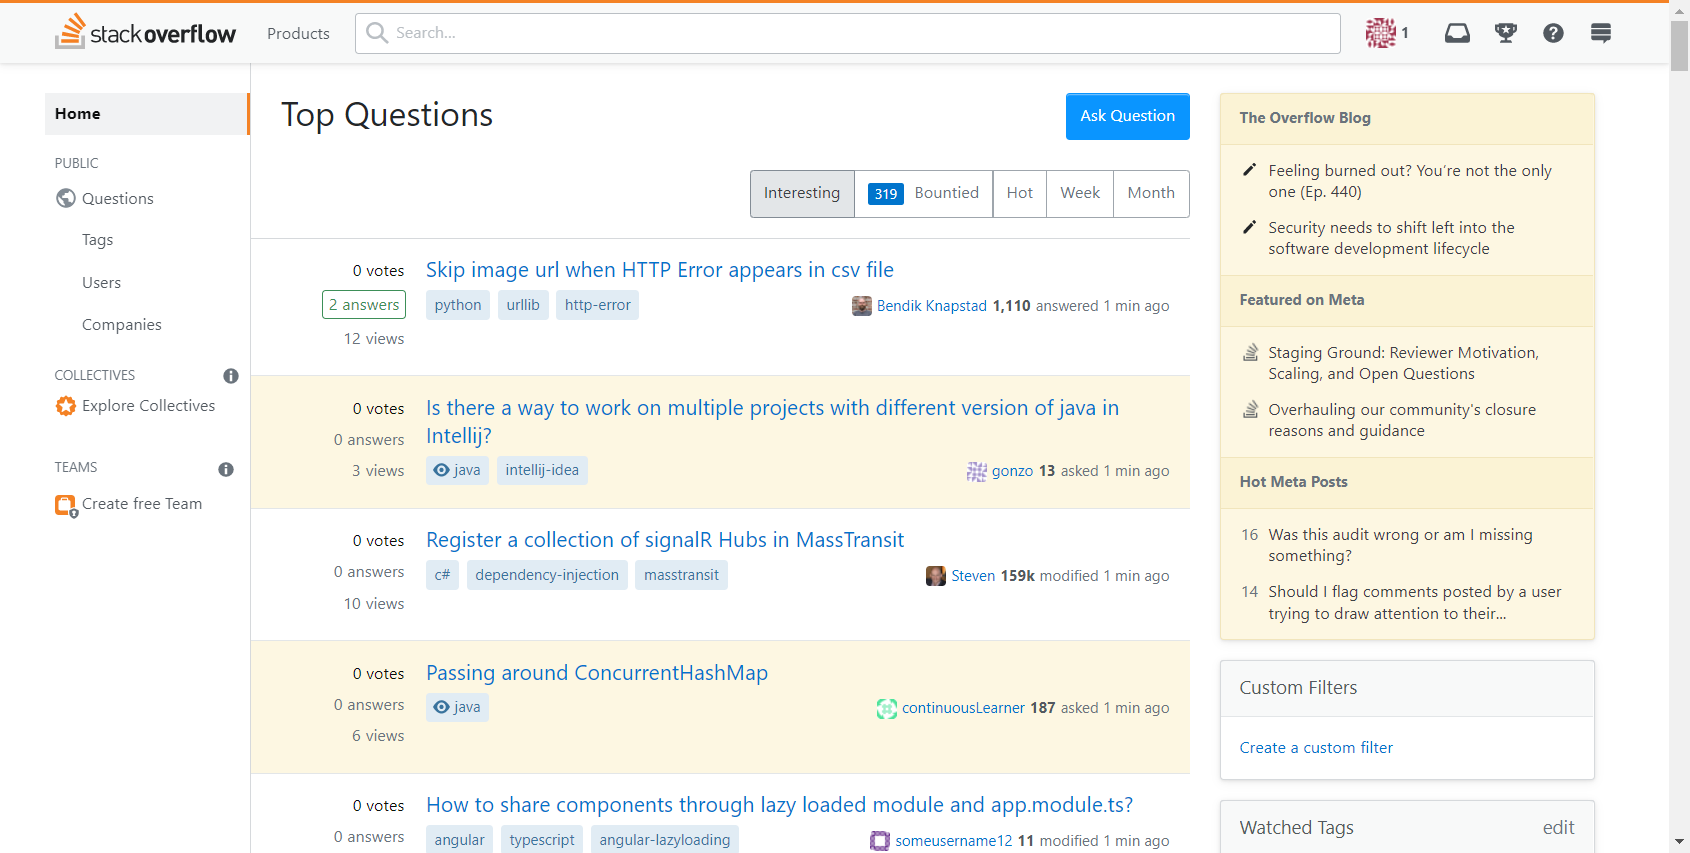 stackoverflow Products Search... 1
Home
PUBLIC
Questions
Tags
Users
Companies
COLLECTIVES
Explore Collectives
TEAMS
Create free Team
Top Questions
Ask Question
Interesting 319 Bountied Hot Week Month
0 votes
2 answers
12 views
Skip image url when HTTP Error appears in csv file
python urllib http-error
Bendik Knapstad 1,110 answered 1 min ago
0 votes
0 answers
3 views
Is there a way to work on multiple projects with different version of java in
Intellij?
java intellij-idea
gonzo 13 asked 1 min ago
0 votes
0 answers
10 views
Register a collection of signalR Hubs in MassTransit
c# dependency-injection masstransit
Steven 159k modified 1 min ago
0 votes
0 answers
6 views
Passing around ConcurrentHashMap
java
continuousLearner 187 asked 1 min ago
0 votes
0 answers
How to share components through lazy loaded module and app.module.ts?
angular typescript angular-lazyloading
someusername12 11 modified 1 min ago
The Overflow Blog
Feeling burned out? You’re not the only
one (Ep. 440)
Security needs to shift left into the
software development lifecycle
Featured on Meta
Staging Ground: Reviewer Motivation,
Scaling, and Open Questions
Overhauling our community's closure
reasons and guidance
Hot Meta Posts
16 Was this audit wrong or am I missing
something?
14 Should I flag comments posted by a user
trying to draw attention to their...
Custom Filters
Create a custom filter
Watched Tags edit